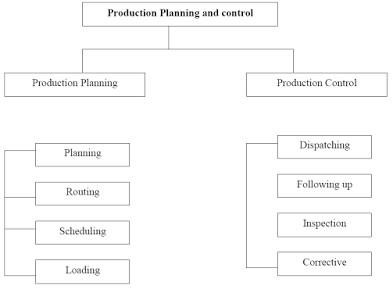 Production Planning and control
Production Planning
Production Control
Planning
Routing
Scheduling
Loading
Dispatching
Following up
Inspection
Corrective